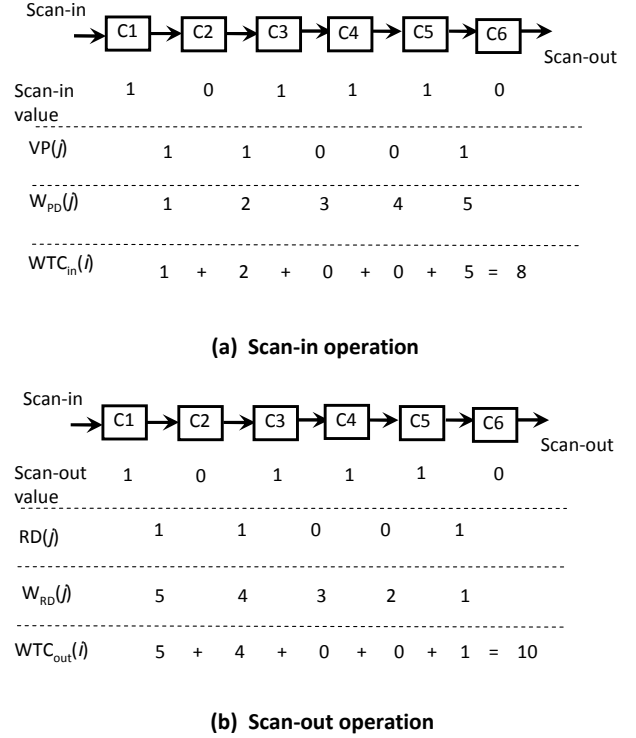 Scan-in
C1 C2 C3 C4 C5 C6
Scan-out
Scan-in value 1 0 1 1 1 0
VP(j) 1 1 0 0 1
W_PD(j) 1 2 3 4 5
WTC_in(i) 1 + 2 + 0 + 0 + 5 = 8
(a) Scan-in operation
Scan-in
C1 C2 C3 C4 C5 C6
Scan-out
Scan-out value 1 0 1 1 1 0
RD(j) 1 1 0 0 1
W_RD(j) 5 4 3 2 1
WTC_out(i) 5 + 4 + 0 + 0 + 1 = 10
(b) Scan-out operation